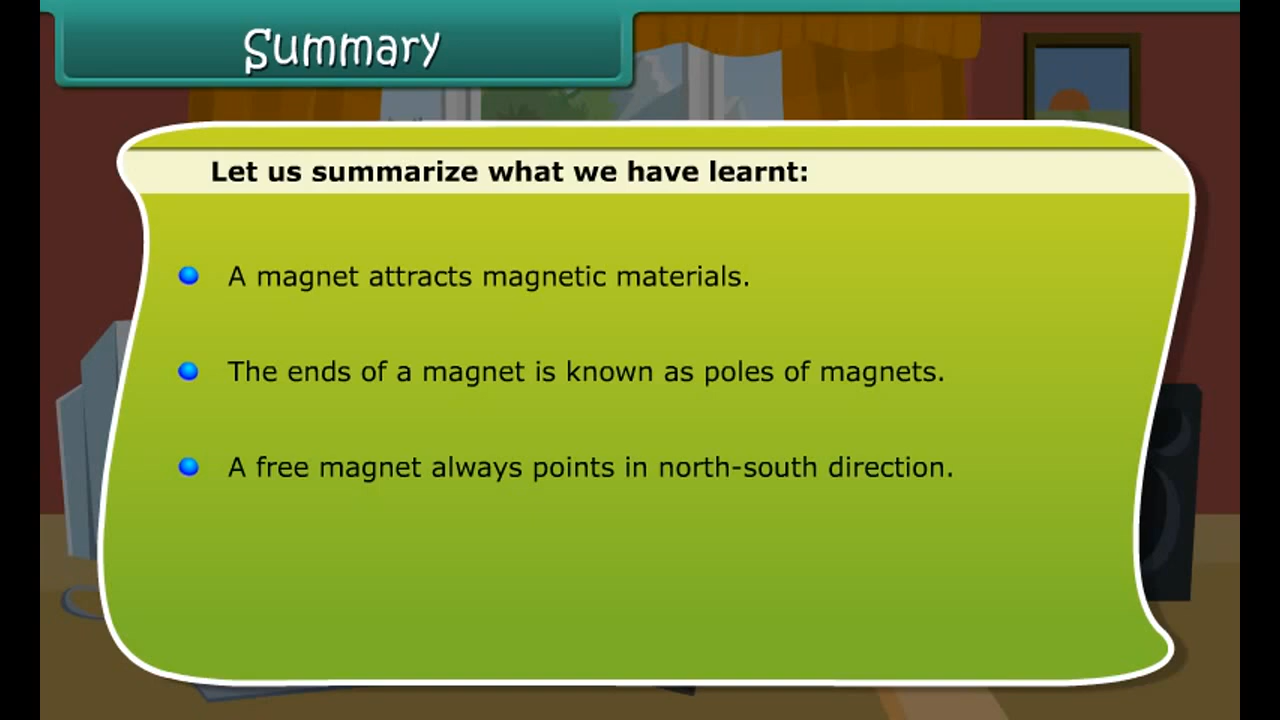 Summary
Let us summarize what we have learnt:
A magnet attracts magnetic materials.
The ends of a magnet is known as poles of magnets.
A free magnet always points in north-south direction.